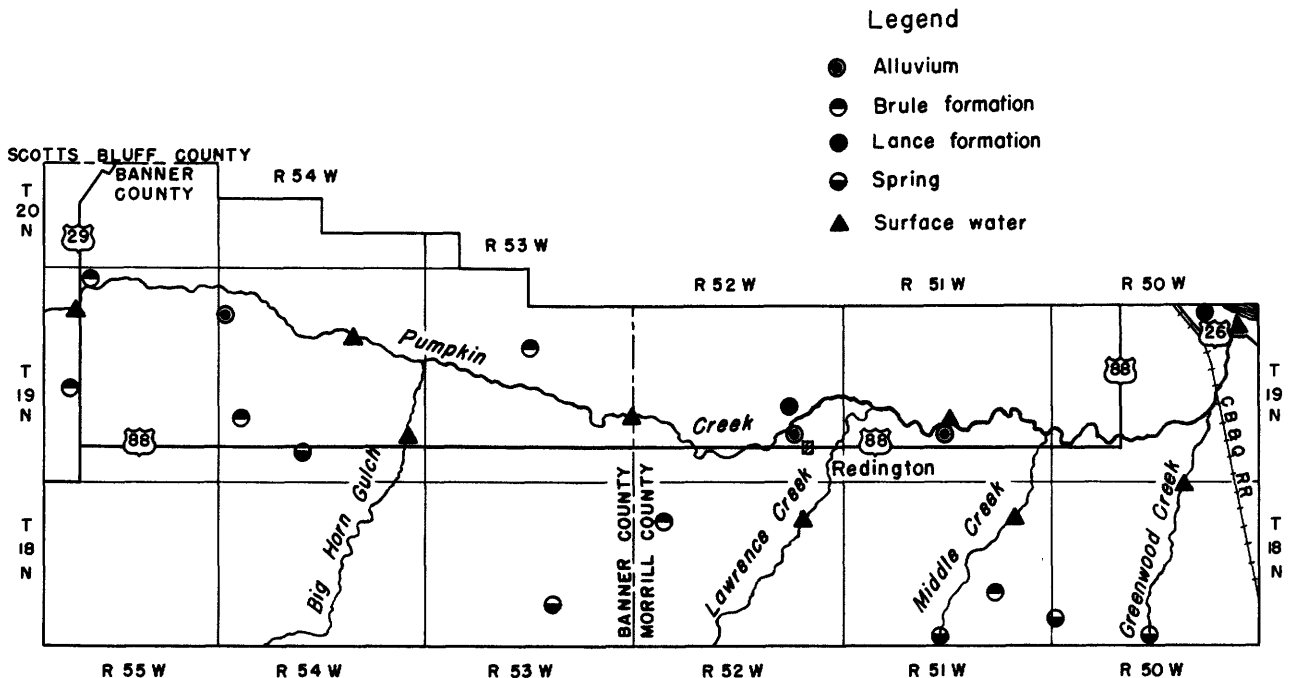 Legend
Alluvium
Brule formation
Lance formation
Spring
Surface water
SCOTTS BLUFF COUNTY
BANNER
COUNTY
R 54 W
T
20
N
29
R 53 W
R 52 W
R 51 W
R 50 W
26
Pumpkin
88
T
19
N
T
19
N
Creek
88
88
Redington
C B & Q RR
Big Horn Gulch
BANNER COUNTY
MORRILL COUNTY
Lawrence Creek
Middle Creek
Greenwood Creek
T
18
N
T
18
N
R 55 W
R 54 W
R 53 W
R 52 W
R 51 W
R 50 W